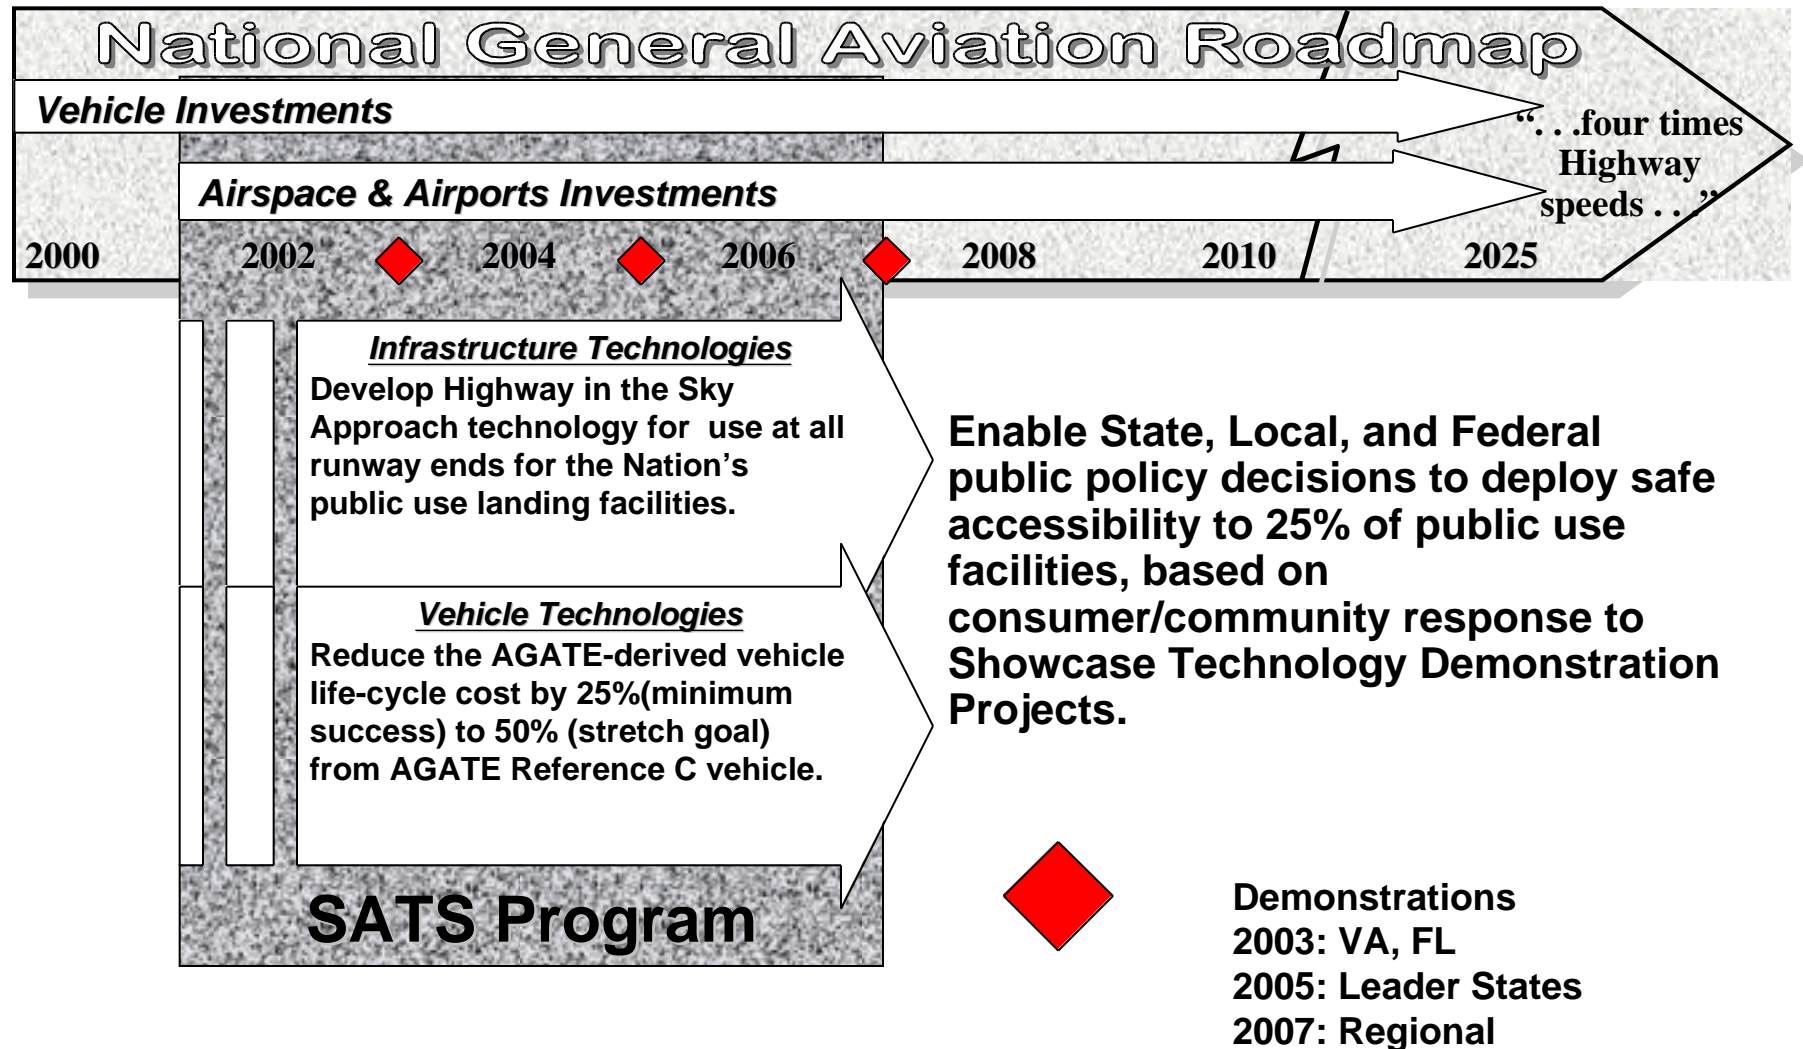 National General Aviation Roadmap
Vehicle Investments
“. . .four times
Highway
speeds . . .”
Airspace & Airports Investments
2000 2002 2004 2006 2008 2010 2025
Infrastructure Technologies
Develop Highway in the Sky
Approach technology for use at all
runway ends for the Nation’s
public use landing facilities.
Vehicle Technologies
Reduce the AGATE-derived vehicle
life-cycle cost by 25%(minimum
success) to 50% (stretch goal)
from AGATE Reference C vehicle.
SATS Program
Enable State, Local, and Federal
public policy decisions to deploy safe
accessibility to 25% of public use
facilities, based on
consumer/community response to
Showcase Technology Demonstration
Projects.
Demonstrations
2003: VA, FL
2005: Leader States
2007: Regional